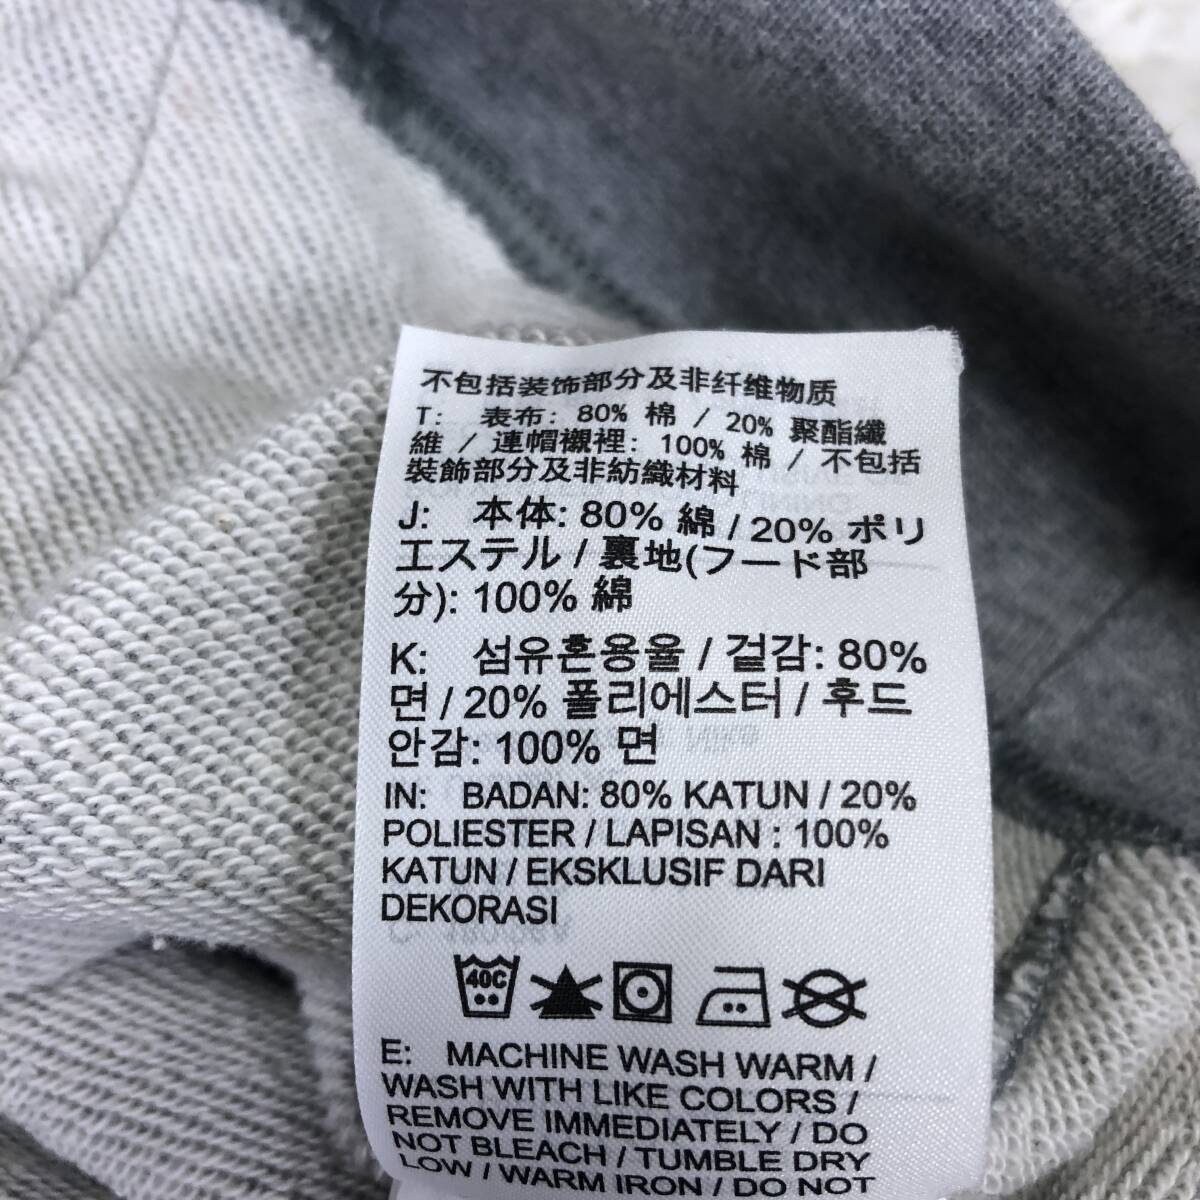 不包括装饰部分及非纤维物质
T: 表布: 80% 棉 / 20% 聚酯纖
維 / 連帽襯裡: 100% 棉 / 不包括
裝飾部分及非紡織材料
J: 本体: 80% 綿 / 20% ポリ
エステル / 裏地(フード部
分): 100% 綿
K: 섬유혼용율 / 겉감: 80%
면 / 20% 폴리에스터 / 후드
안감: 100% 면
IN: BADAN: 80% KATUN / 20%
POLIESTER / LAPISAN : 100%
KATUN / EKSKLUSIF DARI
DEKORASI
40C
E: MACHINE WASH WARM /
WASH WITH LIKE COLORS /
REMOVE IMMEDIATELY / DO
NOT BLEACH / TUMBLE DRY
LOW / WARM IRON / DO NOT